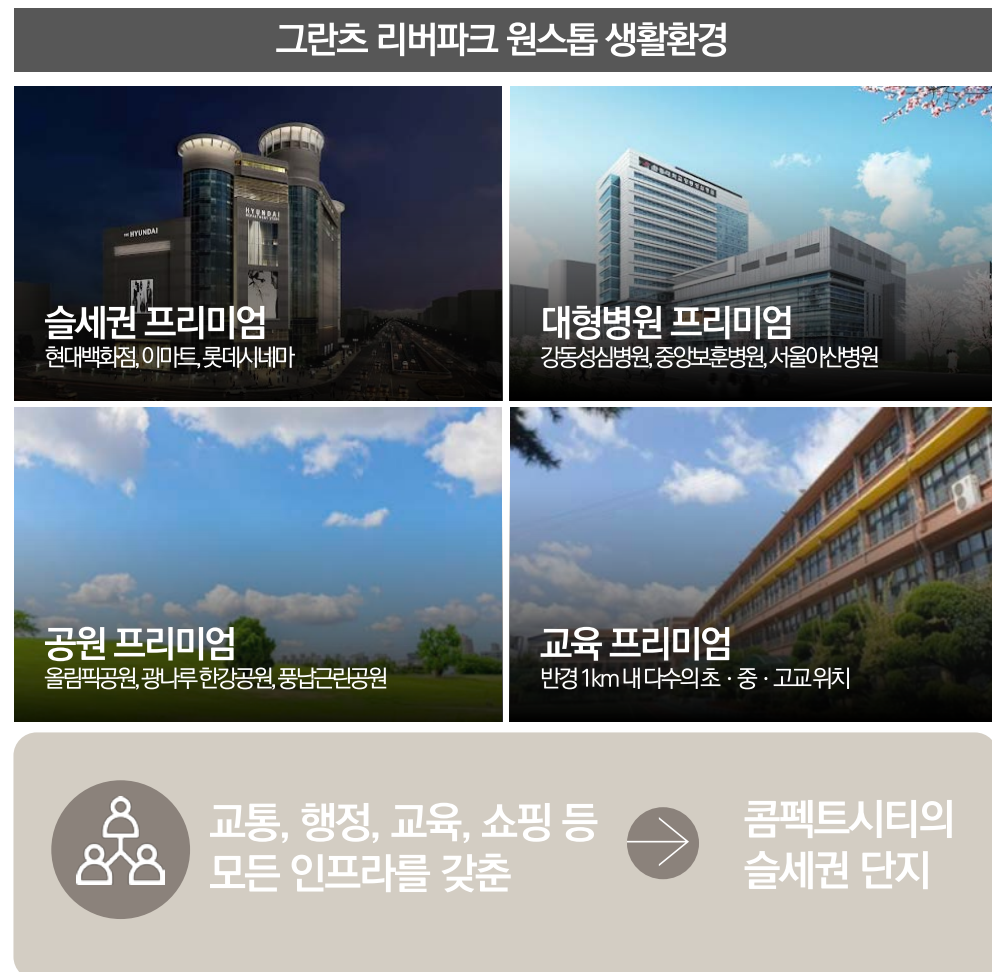 그란츠 리버파크 원스톱 생활환경
THE HYUNDAI
HYUNDAI
DEPARTMENT STORE
슬세권 프리미엄
현대백화점, 이마트, 롯데시네마
대형병원 프리미엄
강동성심병원, 중앙보훈병원, 서울아산병원
공원 프리미엄
올림픽공원, 광나루 한강공원, 풍납근린공원
교육 프리미엄
반경 1km 내 다수의 초 · 중 · 고교 위치
교통, 행정, 교육, 쇼핑 등
모든 인프라를 갖춘
콤펙트시티의
슬세권 단지